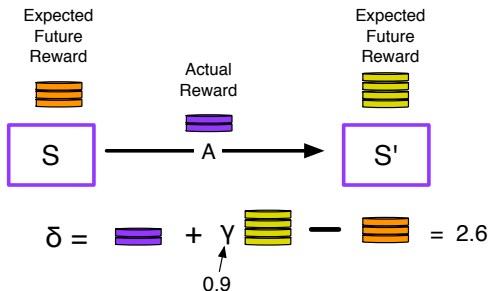 Expected
Future
Reward
Expected
Future
Reward
Actual
Reward
S
A
S'
δ = + γ − = 2.6
0.9